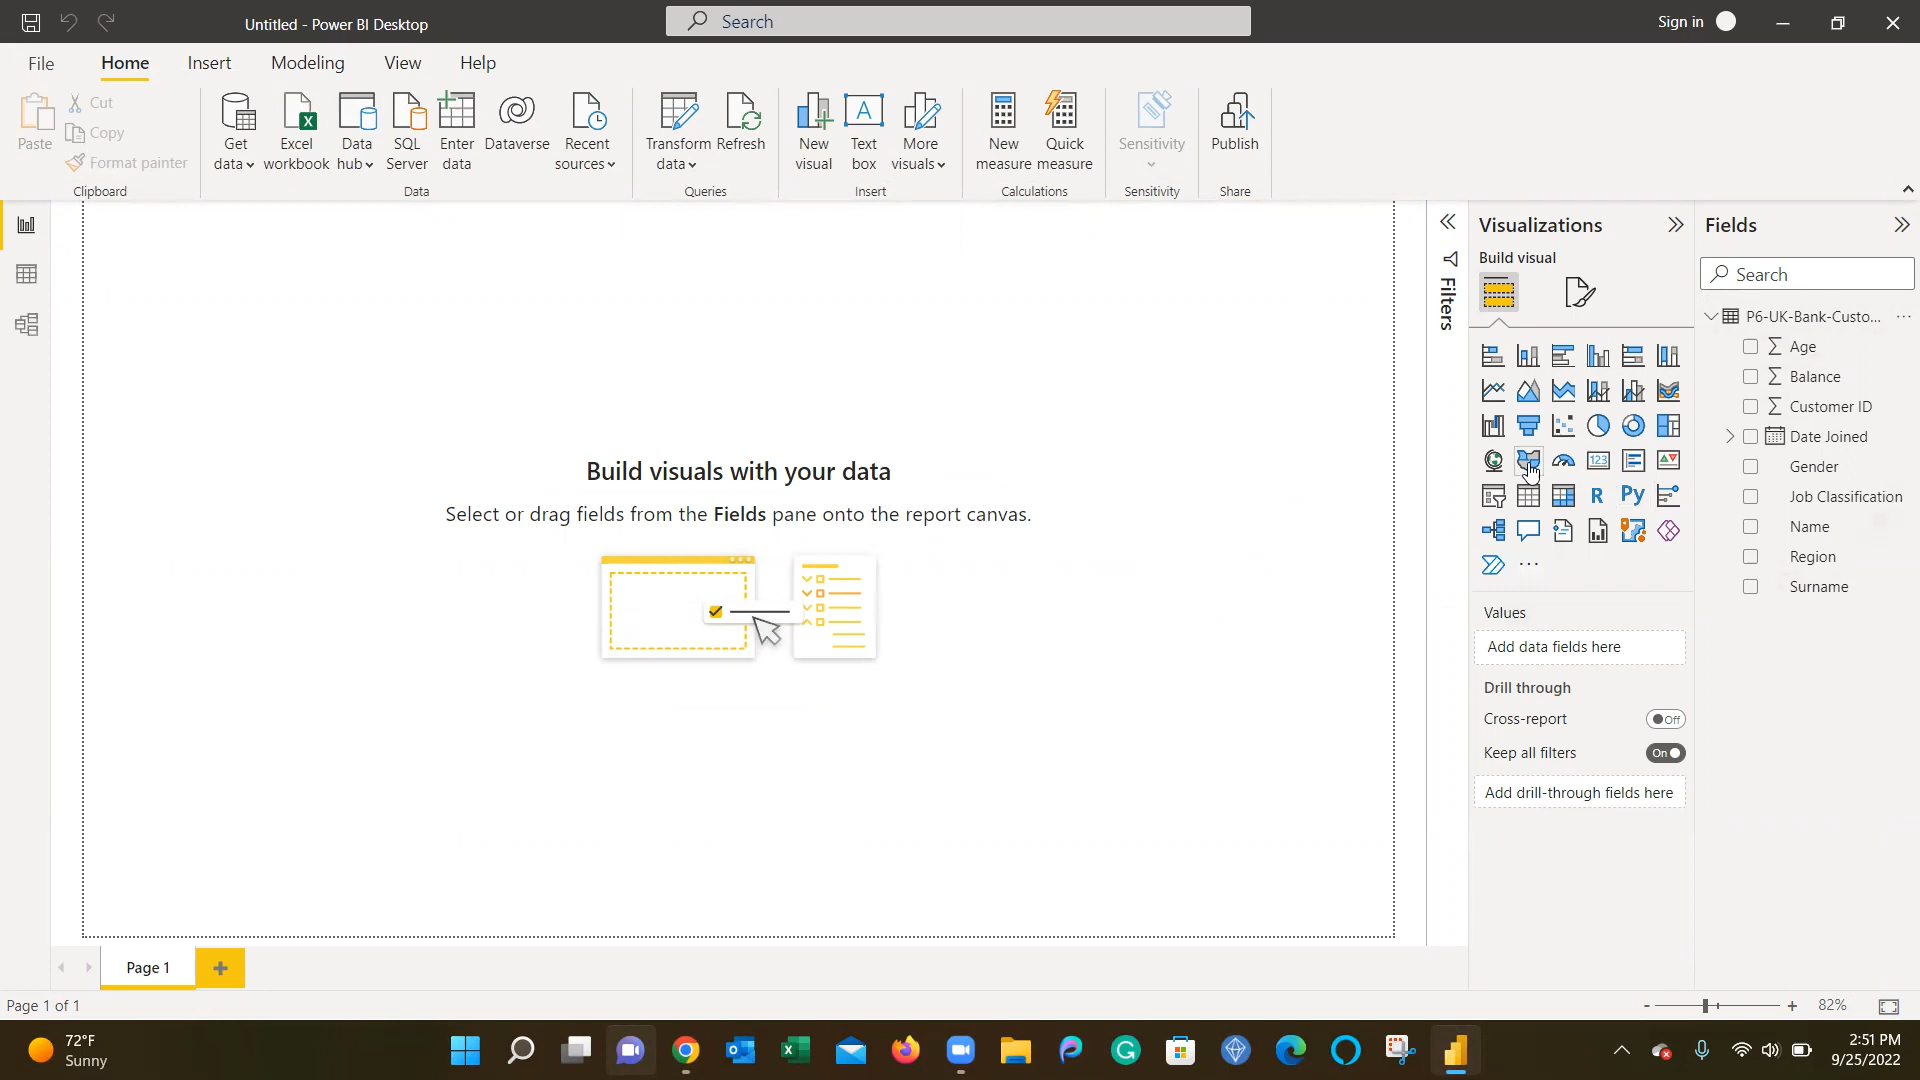 Untitled - Power BI Desktop
Search
Sign in
File Home Insert Modeling View Help
Paste
Cut
Copy
Format painter
Clipboard
Get data
Excel workbook
Data hub
SQL Server
Enter data
Dataverse
Recent sources
Data
Transform data
Refresh
Queries
New visual
Text box
More visuals
Insert
New measure
Quick measure
Calculations
Sensitivity
Sensitivity
Publish
Share
Build visuals with your data
Select or drag fields from the Fields pane onto the report canvas.
Filters
Visualizations
Build visual
123
R
Py
Values
Add data fields here
Drill through
Cross-report
Off
Keep all filters
On
Add drill-through fields here
Fields
Search
P6-UK-Bank-Custo...
Age
Balance
Customer ID
Date Joined
Gender
Job Classification
Name
Region
Surname
Page 1
Page 1 of 1
82%
72°F
Sunny
2:51 PM
9/25/2022